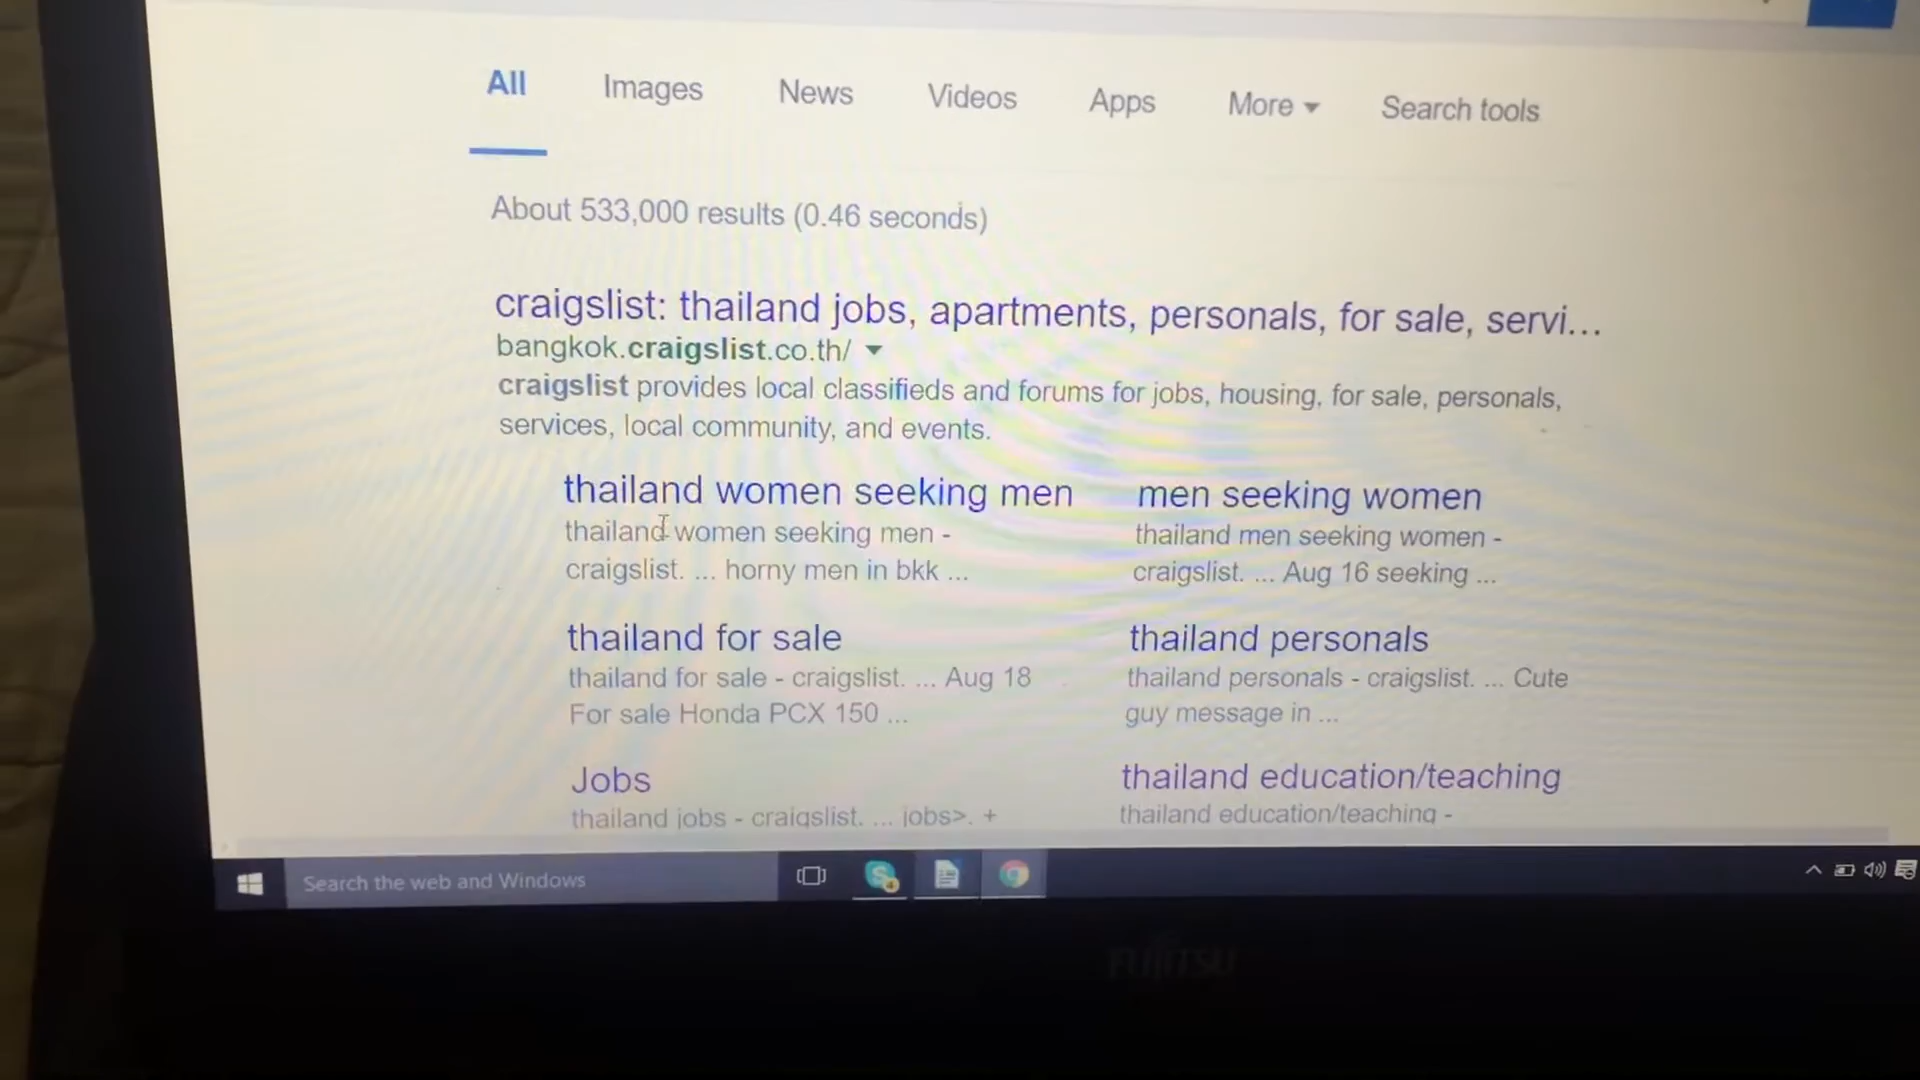 All Images News Videos Apps More Search tools
About 533,000 results (0.46 seconds)
craigslist: thailand jobs, apartments, personals, for sale, servi...
bangkok.craigslist.co.th/
craigslist provides local classifieds and forums for jobs, housing, for sale, personals,
services, local community, and events.
thailand women seeking men
thailand women seeking men -
craigslist. ... horny men in bkk ...
men seeking women
thailand men seeking women -
craigslist. ... Aug 16 seeking ...
thailand for sale
thailand for sale - craigslist. ... Aug 18
For sale Honda PCX 150 ...
thailand personals
thailand personals - craigslist. ... Cute
guy message in ...
Jobs
thailand jobs - craigslist. ... jobs>. +
thailand education/teaching
thailand education/teaching -
Search the web and Windows
4
FUJITSU